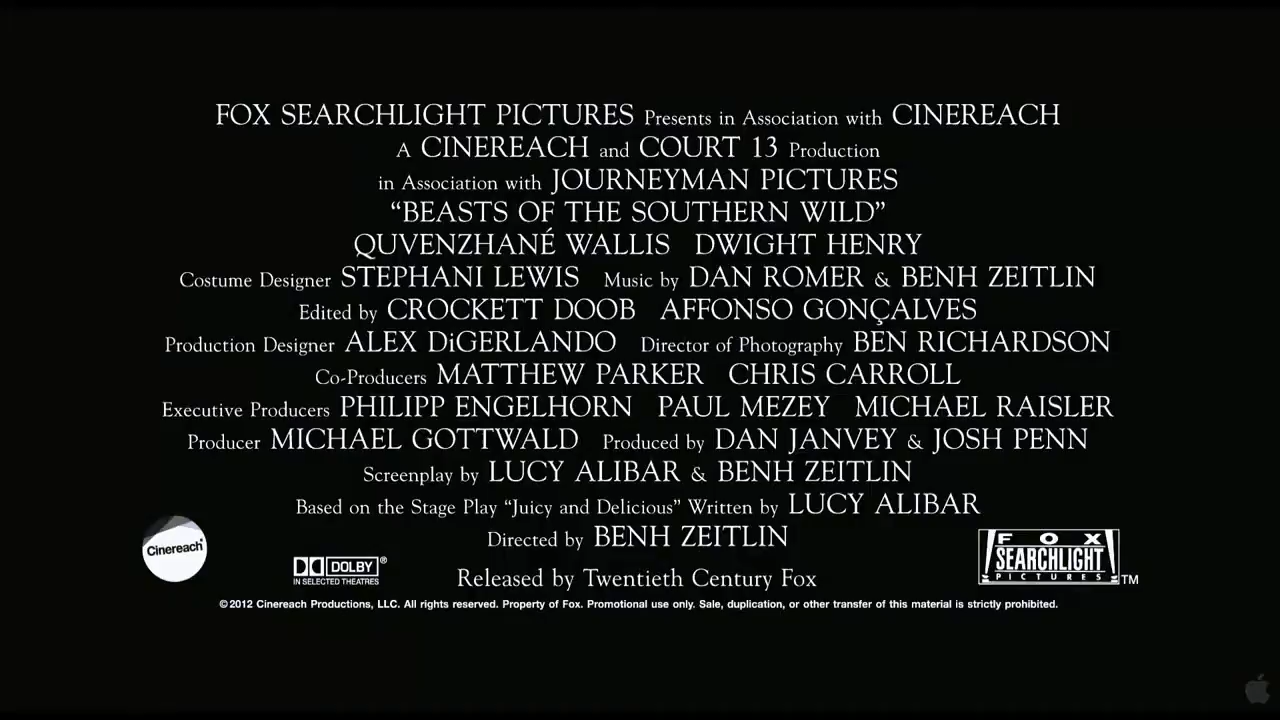 FOX SEARCHLIGHT PICTURES Presents in Association with CINEREACH
A CINEREACH and COURT 13 Production
in Association with JOURNEYMAN PICTURES
“BEASTS OF THE SOUTHERN WILD”
QUVENZHANÉ WALLIS DWIGHT HENRY
Costume Designer STEPHANI LEWIS Music by DAN ROMER & BENH ZEITLIN
Edited by CROCKETT DOOB AFFONSO GONÇALVES
Production Designer ALEX DiGERLANDO Director of Photography BEN RICHARDSON
Co-Producers MATTHEW PARKER CHRIS CARROLL
Executive Producers PHILIPP ENGELHORN PAUL MEZEY MICHAEL RAISLER
Producer MICHAEL GOTTWALD Produced by DAN JANVEY & JOSH PENN
Screenplay by LUCY ALIBAR & BENH ZEITLIN
Based on the Stage Play “Juicy and Delicious” Written by LUCY ALIBAR
Directed by BENH ZEITLIN
Cinereach
DOLBY®
IN SELECTED THEATRES
Released by Twentieth Century Fox
FOX
SEARCHLIGHT
PICTURES TM
©2012 Cinereach Productions, LLC. All rights reserved. Property of Fox. Promotional use only. Sale, duplication, or other transfer of this material is strictly prohibited.